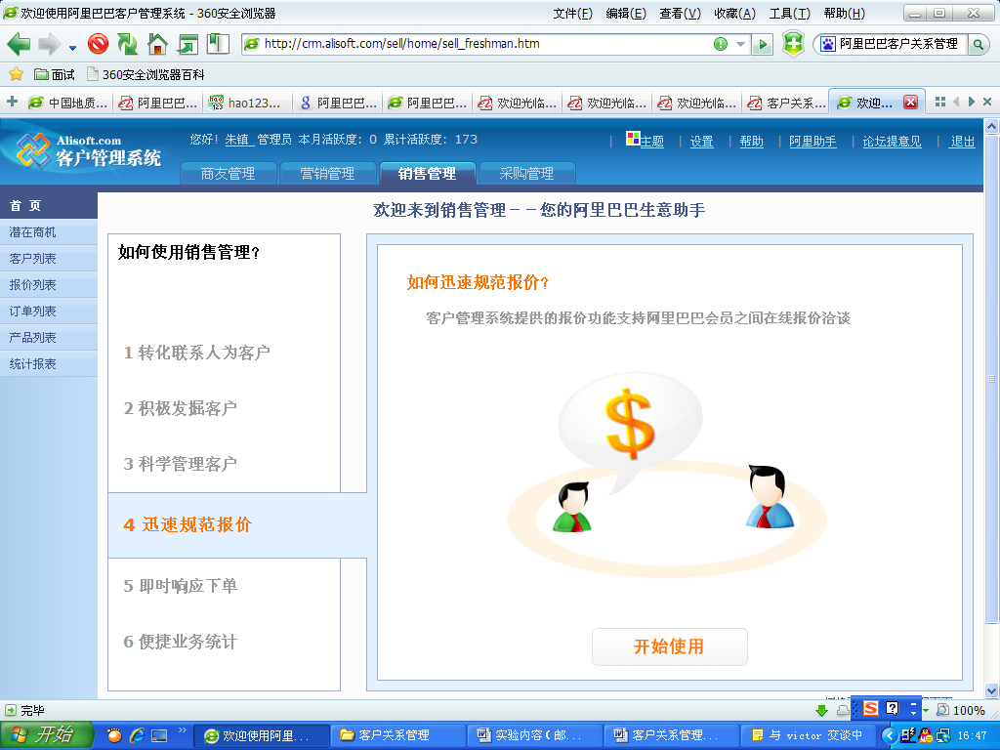 欢迎使用阿里巴巴客户管理系统 - 360安全浏览器
文件(F) 编辑(E) 查看(V) 收藏(A) 工具(T) 帮助(H)
http://crm.alisoft.com/sell/home/sell_freshman.htm
阿里巴巴客户关系管理
面试 360安全浏览器百科
中国地质... 阿里巴巴... hao123... 阿里巴巴... 阿里巴巴... 欢迎光临... 欢迎光临... 欢迎光临... 客户关系... 欢迎...
Alisoft.com
客户管理系统
您好! 朱镇 管理员 本月活跃度: 0 累计活跃度: 173
| 主题 | 设置 | 帮助 | 阿里助手 | 论坛提意见 | 退出
商友管理 营销管理 销售管理 采购管理
首 页
潜在商机
客户列表
报价列表
订单列表
产品列表
统计报表
欢迎来到销售管理－－您的阿里巴巴生意助手
如何使用销售管理?
1 转化联系人为客户
2 积极发掘客户
3 科学管理客户
4 迅速规范报价
5 即时响应下单
6 便捷业务统计
如何迅速规范报价?
客户管理系统提供的报价功能支持阿里巴巴会员之间在线报价洽谈
$
开始使用
完毕
100%
开始
欢迎使用阿里... 客户关系管理 实验内容(邮... 客户关系管理... 与 victor 交谈中
16:47